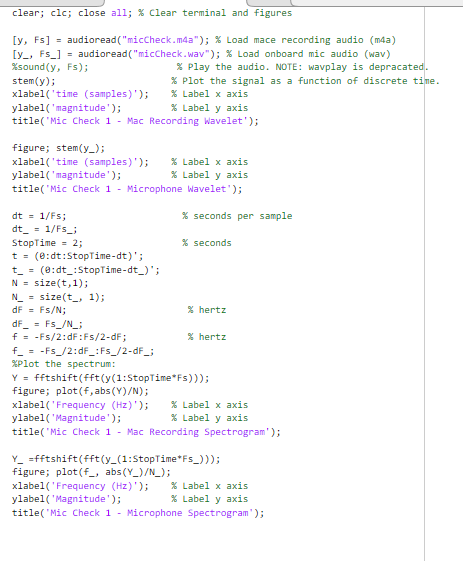 clear; clc; close all; % Clear terminal and figures
[y, Fs] = audioread("micCheck.m4a"); % Load mace recording audio (m4a)
[y_, Fs_] = audioread("micCheck.wav"); % Load onboard mic audio (wav)
%sound(y, Fs); % Play the audio. NOTE: wavplay is depracated.
stem(y); % Plot the signal as a function of discrete time.
xlabel('time (samples)'); % Label x axis
ylabel('magnitude'); % Label y axis
title('Mic Check 1 - Mac Recording Wavelet');
figure; stem(y_);
xlabel('time (samples)'); % Label x axis
ylabel('magnitude'); % Label y axis
title('Mic Check 1 - Microphone Wavelet');
dt = 1/Fs; % seconds per sample
dt_ = 1/Fs_;
StopTime = 2; % seconds
t = (0:dt:StopTime-dt)';
t_ = (0:dt_:StopTime-dt_)';
N = size(t,1);
N_ = size(t_, 1);
dF = Fs/N; % hertz
dF_ = Fs_/N_;
f = -Fs/2:dF:Fs/2-dF; % hertz
f_ = -Fs_/2:dF_:Fs_/2-dF_;
%Plot the spectrum:
Y = fftshift(fft(y(1:StopTime*Fs)));
figure; plot(f,abs(Y)/N);
xlabel('Frequency (Hz)'); % Label x axis
ylabel('Magnitude'); % Label y axis
title('Mic Check 1 - Mac Recording Spectrogram');
Y_ =fftshift(fft(y_(1:StopTime*Fs_)));
figure; plot(f_, abs(Y_)/N_);
xlabel('Frequency (Hz)'); % Label x axis
ylabel('Magnitude'); % Label y axis
title('Mic Check 1 - Microphone Spectrogram');